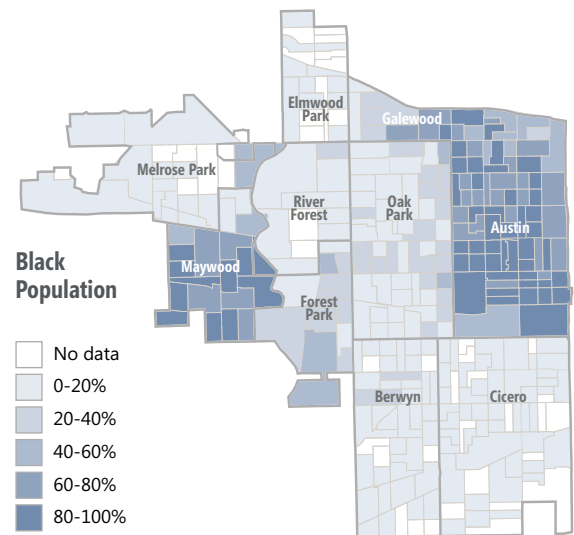 Elmwood
Park
Galewood
Melrose Park
River
Forest
Oak
Park
Austin
Maywood
Forest
Park
Berwyn
Cicero
Black
Population
No data
0-20%
20-40%
40-60%
60-80%
80-100%